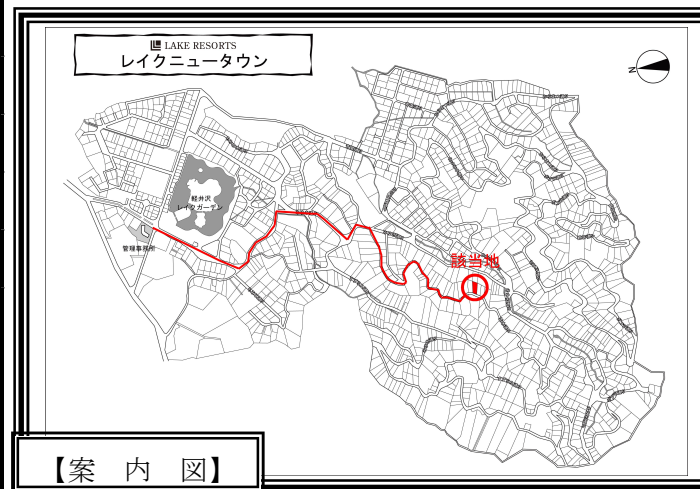 LAKE RESORTS
レイクニュータウン
N
軽井沢
レイクガーデン
管理事務所
該当地
【案 内 図】